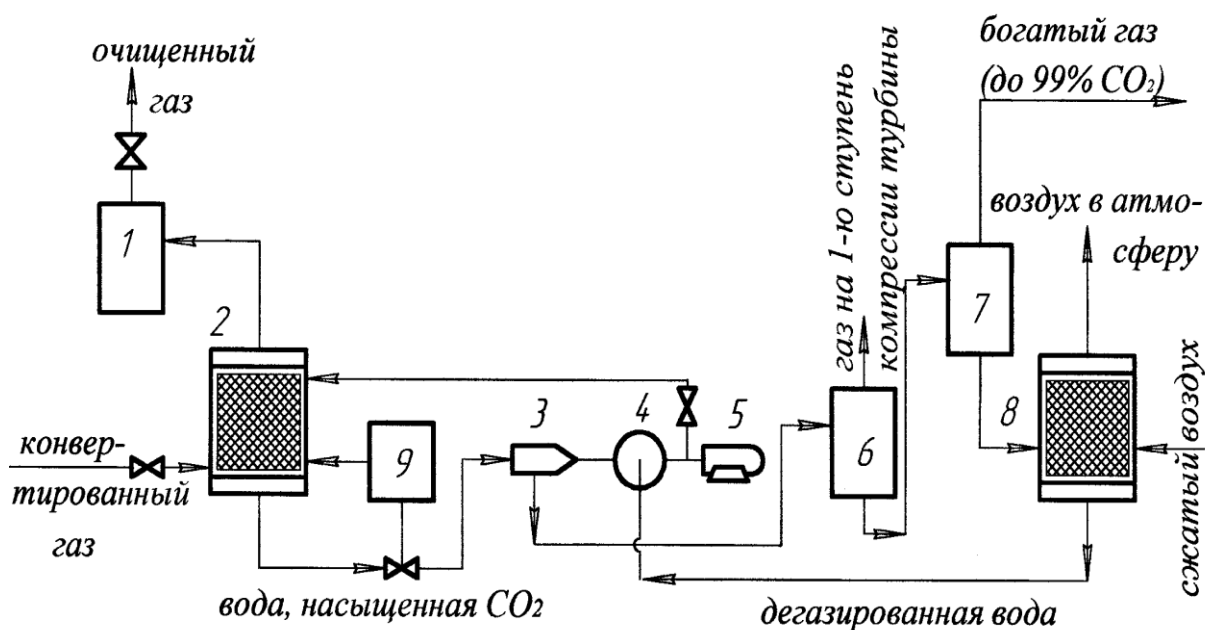 очищенный
газ
богатый газ
(до 99% CO₂)
газ на 1-ю ступень
компрессии турбины
воздух в атмо-
сферу
1
2
3
4
5
6
7
8
9
конвер-
тированный
газ
сжатый воздух
вода, насыщенная CO₂
дегазированная вода